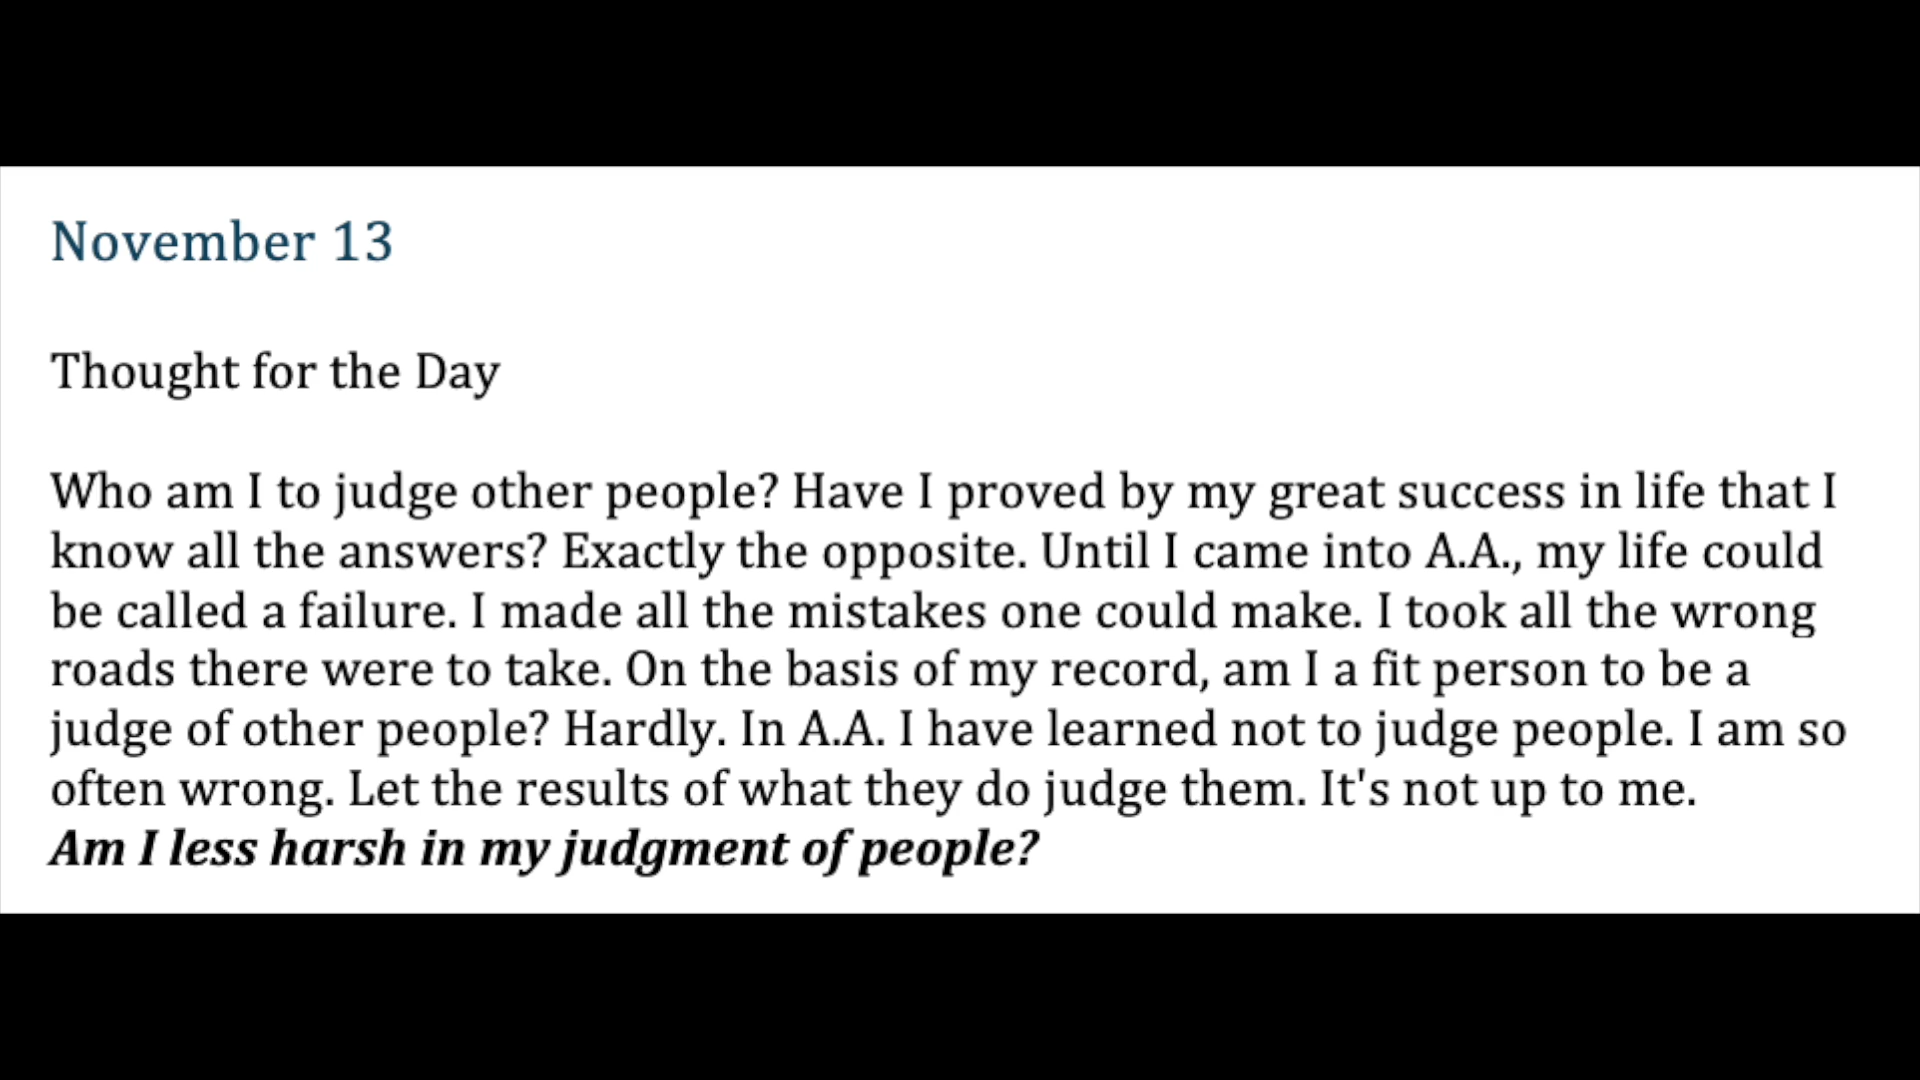 November 13
Thought for the Day
Who am I to judge other people? Have I proved by my great success in life that I
know all the answers? Exactly the opposite. Until I came into A.A., my life could
be called a failure. I made all the mistakes one could make. I took all the wrong
roads there were to take. On the basis of my record, am I a fit person to be a
judge of other people? Hardly. In A.A. I have learned not to judge people. I am so
often wrong. Let the results of what they do judge them. It's not up to me.
Am I less harsh in my judgment of people?